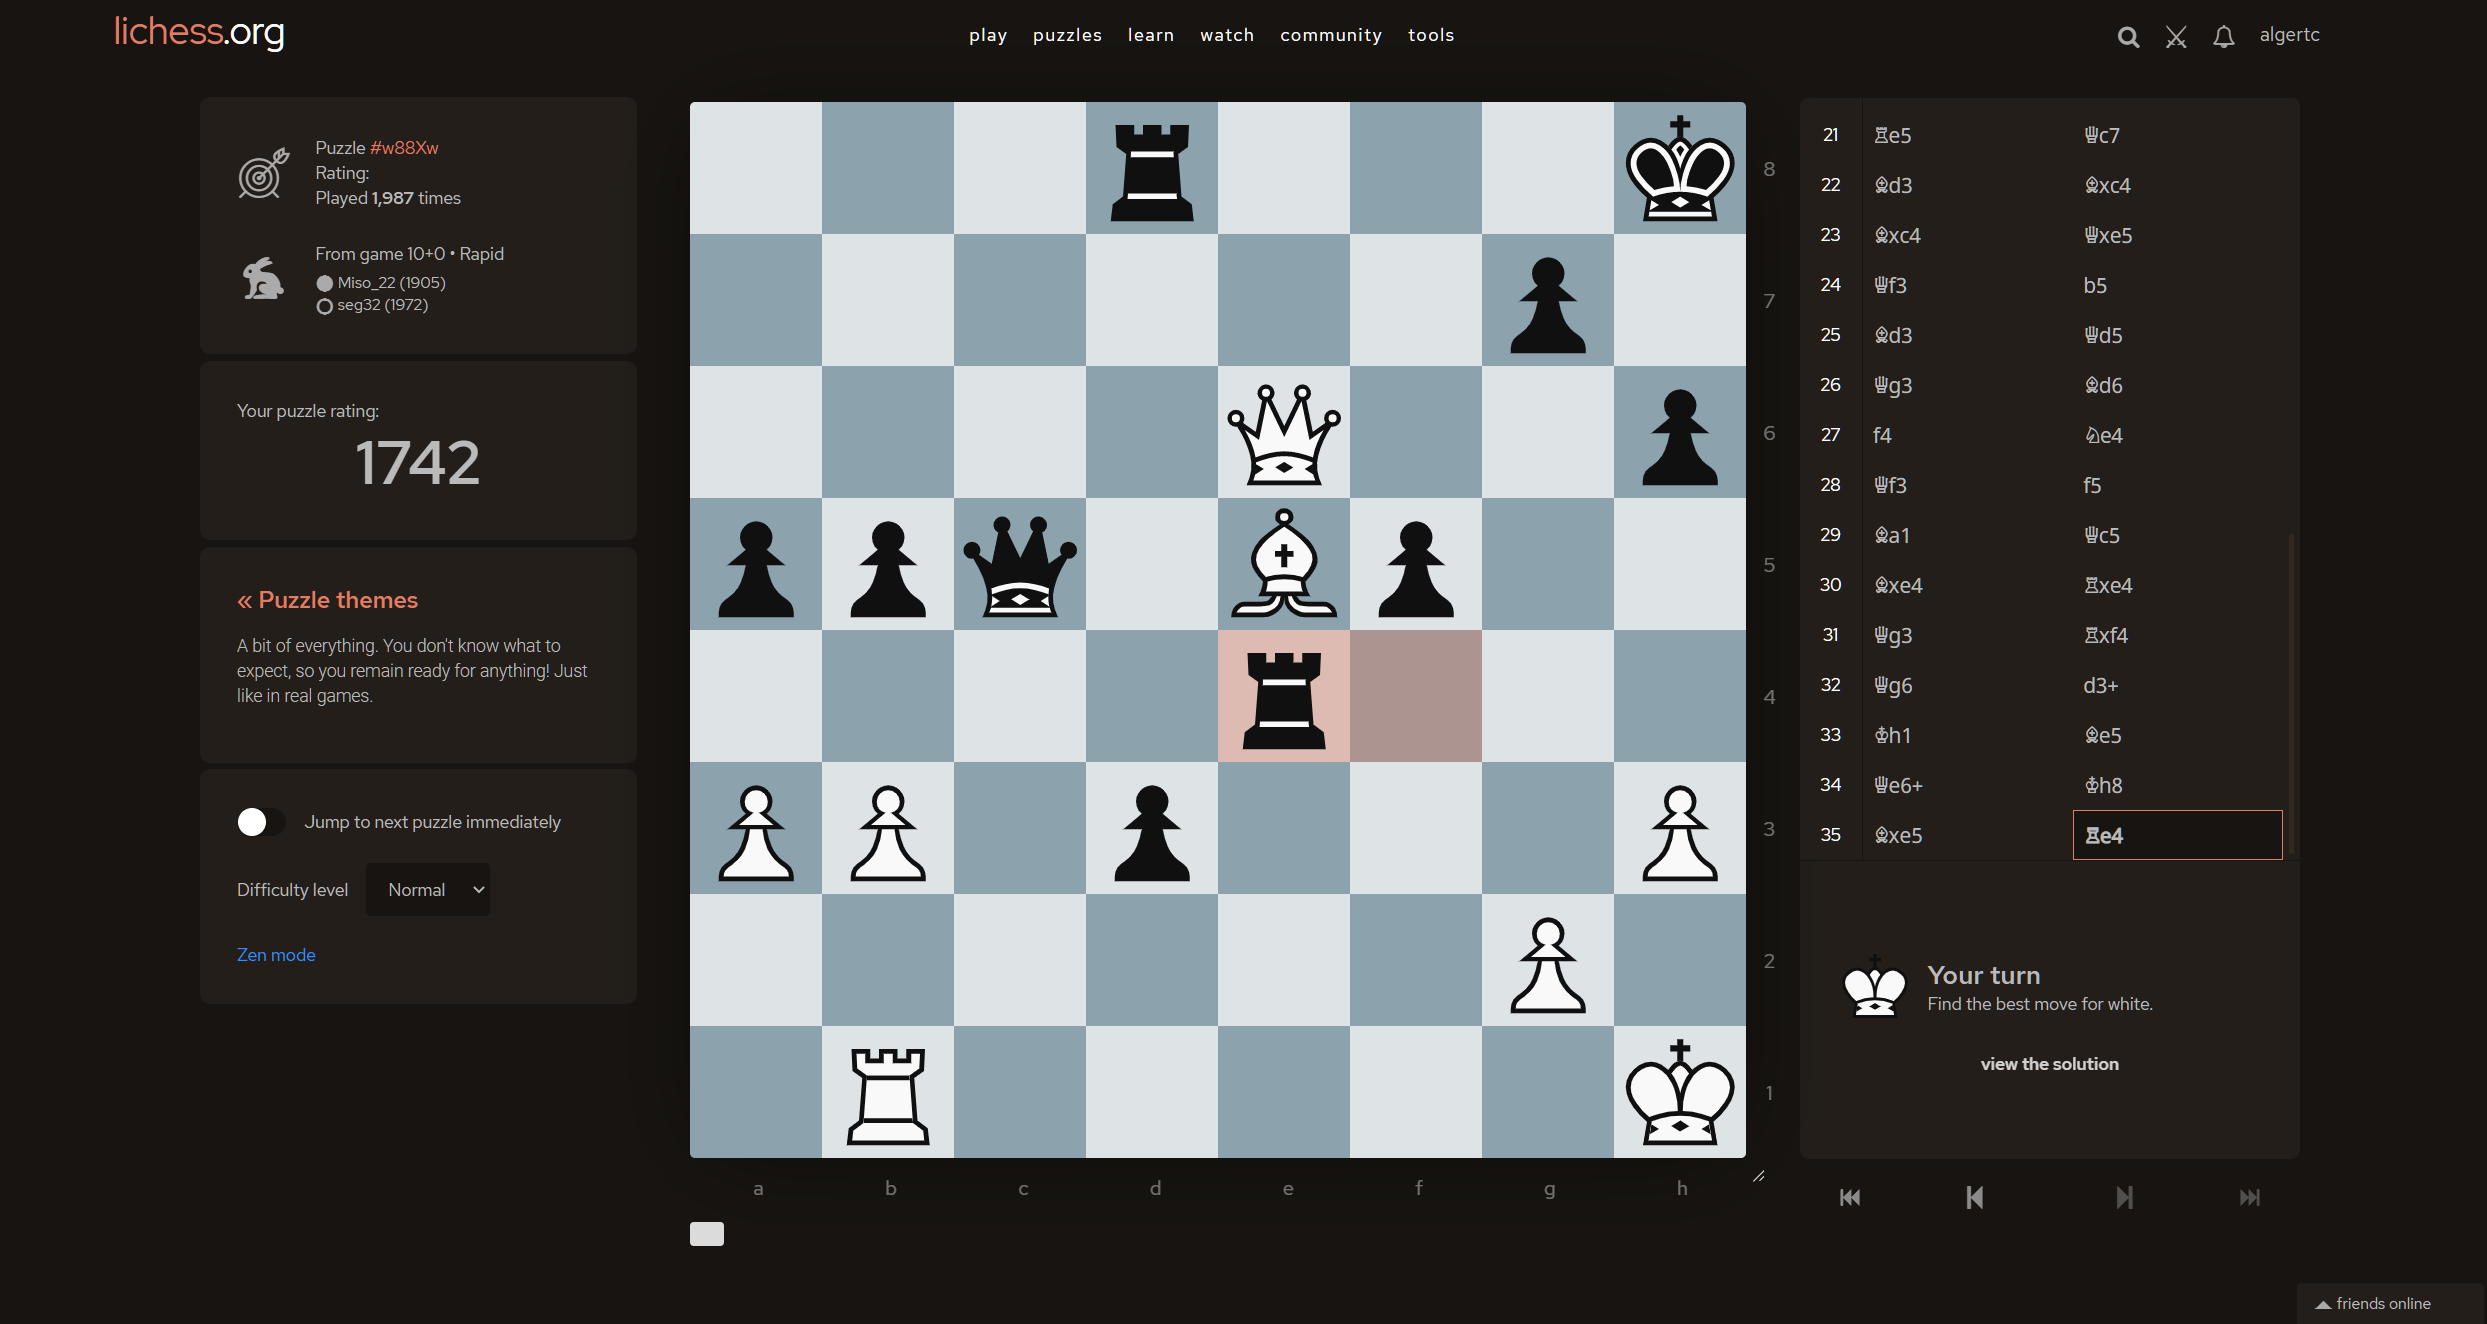 lichess.org
play puzzles learn watch community tools
algertc
Puzzle #w88Xw
Rating:
Played 1,987 times
From game 10+0 • Rapid
Miso_22 (1905)
seg32 (1972)
Your puzzle rating:
1742
« Puzzle themes
A bit of everything. You don't know what to
expect, so you remain ready for anything! Just
like in real games.
Jump to next puzzle immediately
Difficulty level Normal
Zen mode
8
7
6
5
4
3
2
1
a b c d e f g h
21 ♖e5 ♕c7
22 ♗d3 ♗xc4
23 ♗xc4 ♕xe5
24 ♕f3 b5
25 ♗d3 ♕d5
26 ♕g3 ♗d6
27 f4 ♘e4
28 ♕f3 f5
29 ♗a1 ♕c5
30 ♗xe4 ♖xe4
31 ♕g3 ♖xf4
32 ♕g6 d3+
33 ♔h1 ♗e5
34 ♕e6+ ♔h8
35 ♗xe5 ♖e4
Your turn
Find the best move for white.
view the solution
friends online